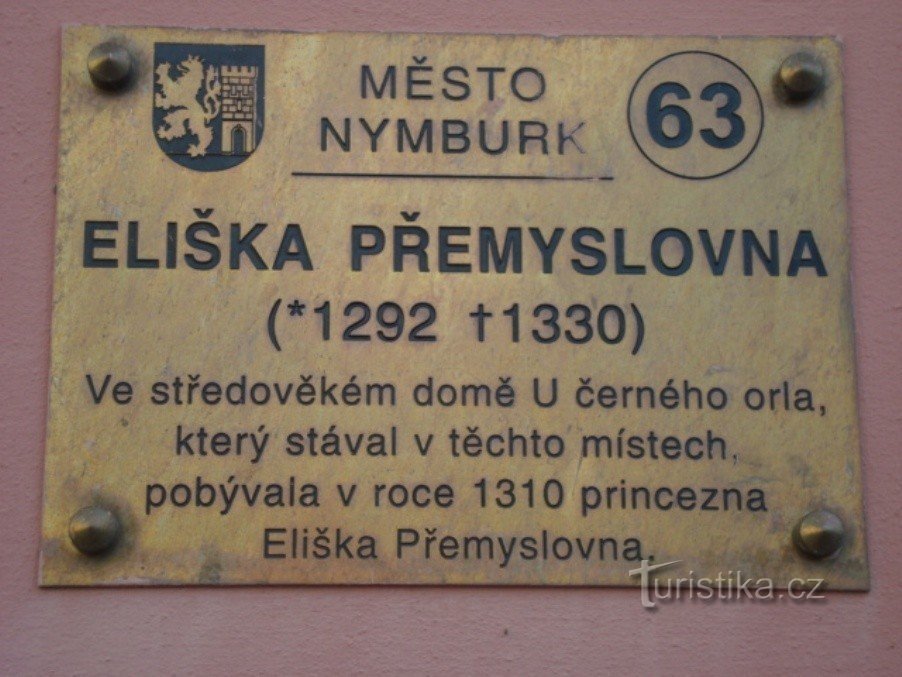 MĚSTO
NYMBURK
63
ELIŠKA PŘEMYSLOVNA
(*1292 †1330)
Ve středověkém domě U černého orla,
který stával v těchto místech,
pobývala v roce 1310 princezna
Eliška Přemyslovna.
Turistika.cz